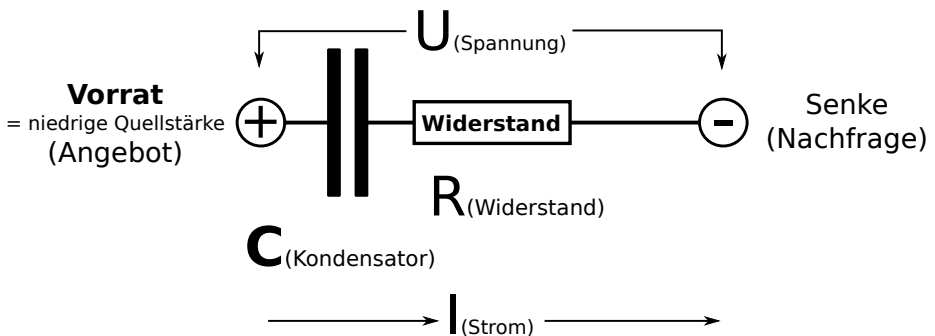 U(Spannung)
Vorrat
= niedrige Quellstärke
(Angebot)
+
Widerstand
-
Senke
(Nachfrage)
R(Widerstand)
C(Kondensator)
I(Strom)